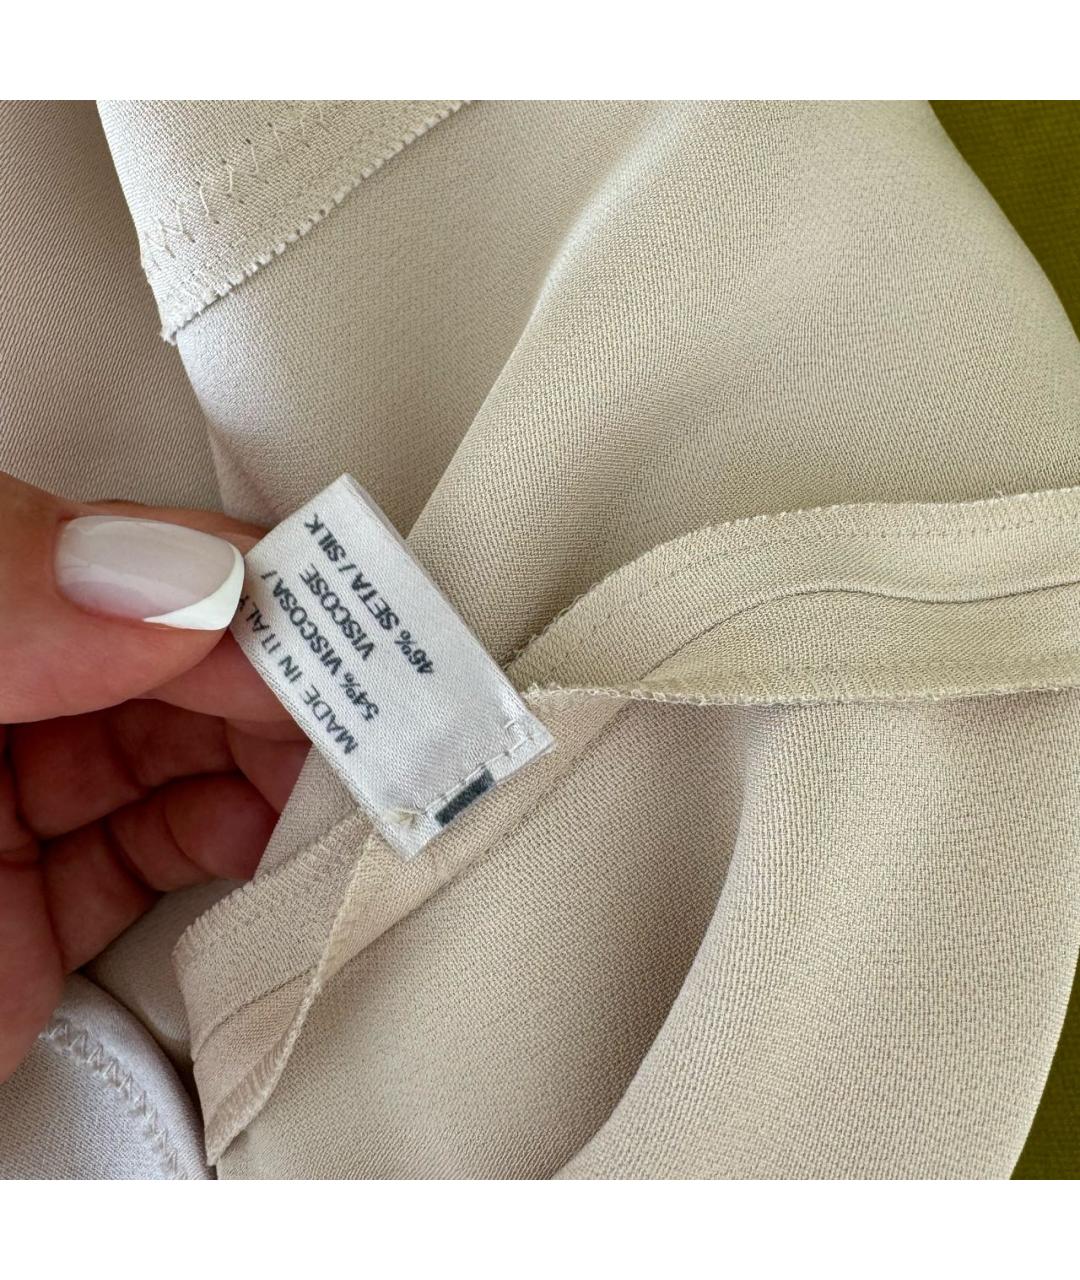 MADE IN ITALY
54% VISCOSA /
VISCOSE
46% SETA / SILK